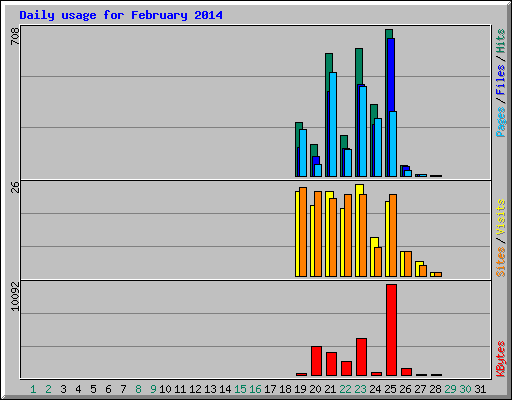 Daily usage for February 2014
708
26
10092
Pages / Files / Hits
Sites / Visits
KBytes
1 2 3 4 5 6 7 8 9 10 11 12 13 14 15 16 17 18 19 20 21 22 23 24 25 26 27 28 29 30 31